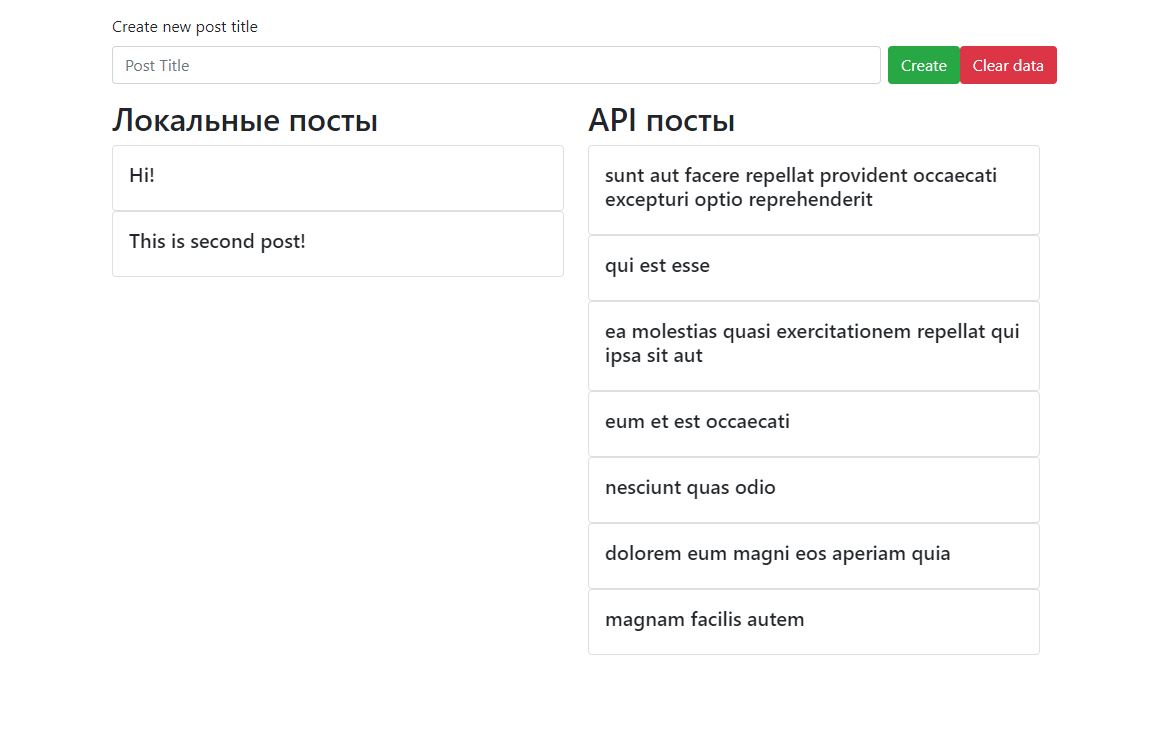 Create new post title
Post Title
Create
Clear data
Локальные посты
Hi!
This is second post!
API посты
sunt aut facere repellat provident occaecati
excepturi optio reprehenderit
qui est esse
ea molestias quasi exercitationem repellat qui
ipsa sit aut
eum et est occaecati
nesciunt quas odio
dolorem eum magni eos aperiam quia
magnam facilis autem